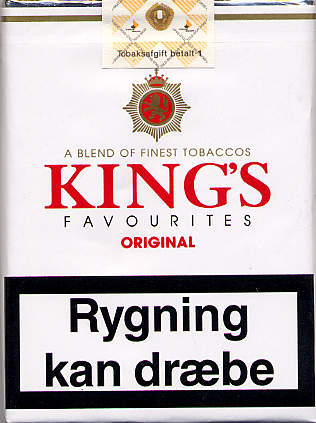 Tobaksafgift betalt 1
A BLEND OF FINEST TOBACCOS
KING'S
FAVOURITES
ORIGINAL
Rygning
kan dræbe